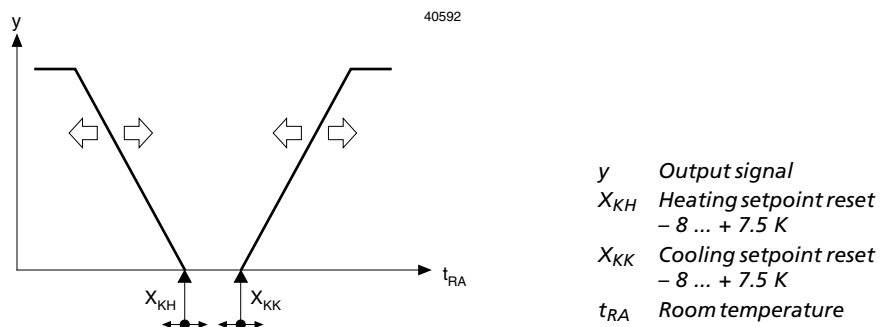 40592
y
t_RA
X_KH X_KK
y Output signal
X_KH Heating setpoint reset
– 8 ... + 7.5 K
X_KK Cooling setpoint reset
– 8 ... + 7.5 K
t_RA Room temperature